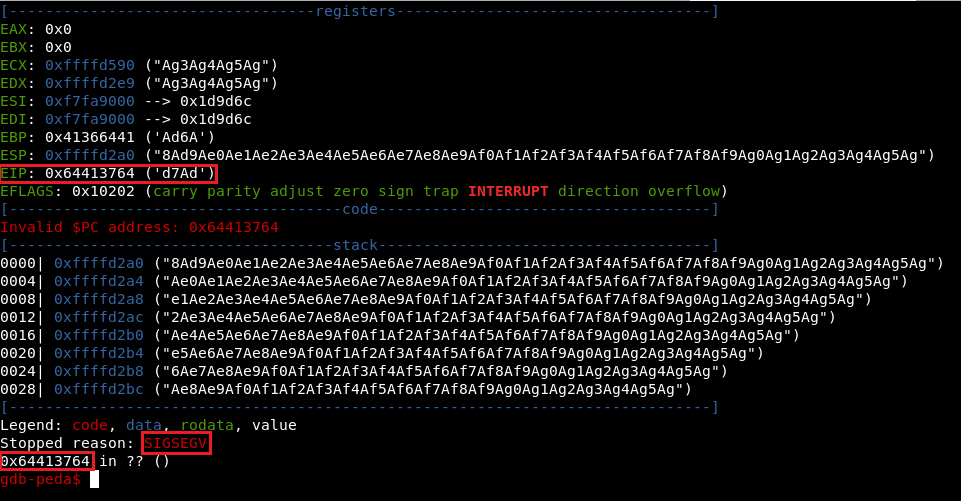 [----------------------------------registers-----------------------------------]
EAX: 0x0
EBX: 0x0
ECX: 0xffffd590 ("Ag3Ag4Ag5Ag")
EDX: 0xffffd2e9 ("Ag3Ag4Ag5Ag")
ESI: 0xf7fa9000 --> 0x1d9d6c
EDI: 0xf7fa9000 --> 0x1d9d6c
EBP: 0x41366441 ('Ad6A')
ESP: 0xffffd2a0 ("8Ad9Ae0Ae1Ae2Ae3Ae4Ae5Ae6Ae7Ae8Ae9Af0Af1Af2Af3Af4Af5Af6Af7Af8Af9Ag0Ag1Ag2Ag3Ag4Ag5Ag")
EIP: 0x64413764 ('d7Ad')
EFLAGS: 0x10202 (carry parity adjust zero sign trap INTERRUPT direction overflow)
[-------------------------------------code-------------------------------------]
Invalid $PC address: 0x64413764
[------------------------------------stack-------------------------------------]
0000| 0xffffd2a0 ("8Ad9Ae0Ae1Ae2Ae3Ae4Ae5Ae6Ae7Ae8Ae9Af0Af1Af2Af3Af4Af5Af6Af7Af8Af9Ag0Ag1Ag2Ag3Ag4Ag5Ag")
0004| 0xffffd2a4 ("Ae0Ae1Ae2Ae3Ae4Ae5Ae6Ae7Ae8Ae9Af0Af1Af2Af3Af4Af5Af6Af7Af8Af9Ag0Ag1Ag2Ag3Ag4Ag5Ag")
0008| 0xffffd2a8 ("e1Ae2Ae3Ae4Ae5Ae6Ae7Ae8Ae9Af0Af1Af2Af3Af4Af5Af6Af7Af8Af9Ag0Ag1Ag2Ag3Ag4Ag5Ag")
0012| 0xffffd2ac ("2Ae3Ae4Ae5Ae6Ae7Ae8Ae9Af0Af1Af2Af3Af4Af5Af6Af7Af8Af9Ag0Ag1Ag2Ag3Ag4Ag5Ag")
0016| 0xffffd2b0 ("Ae4Ae5Ae6Ae7Ae8Ae9Af0Af1Af2Af3Af4Af5Af6Af7Af8Af9Ag0Ag1Ag2Ag3Ag4Ag5Ag")
0020| 0xffffd2b4 ("e5Ae6Ae7Ae8Ae9Af0Af1Af2Af3Af4Af5Af6Af7Af8Af9Ag0Ag1Ag2Ag3Ag4Ag5Ag")
0024| 0xffffd2b8 ("6Ae7Ae8Ae9Af0Af1Af2Af3Af4Af5Af6Af7Af8Af9Ag0Ag1Ag2Ag3Ag4Ag5Ag")
0028| 0xffffd2bc ("Ae8Ae9Af0Af1Af2Af3Af4Af5Af6Af7Af8Af9Ag0Ag1Ag2Ag3Ag4Ag5Ag")
[------------------------------------------------------------------------------]
Legend: code, data, rodata, value
Stopped reason: SIGSEGV
0x64413764 in ?? ()
gdb-peda$